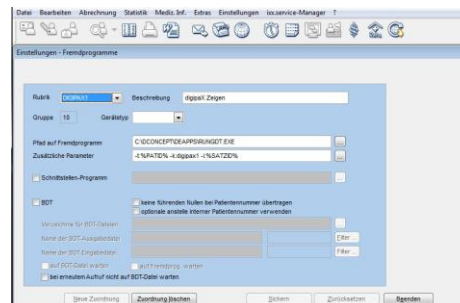 Datei Bearbeiten Abrechnung Statistik Medis. Inf. Extras Einstellungen isx.service-Manager ?
Einstellungen - Fremdprogramme
Rubrik DIGIPAX1 Beschreibung digipaX Zeigen
Gruppe 10 Gerätetyp
Pfad auf Fremdprogramm C:\DCONCEPT\DEAPPS\RUNGDT.EXE ...
Zusätzliche Parameter -t:%PATID% -k:digipax1 -i:%SATZID% ...
Schnittstellen-Programm ...
BDT keine führenden Nullen bei Patientennummer übertragen
optionale anstelle interner Patientennummer verwenden
Verzeichnis für BDT-Dateien
Name der BDT-Ausgabedatei Filter ...
Name der BDT-Eingabedatei Filter ...
auf BDT-Datei warten auf Fremdprog. warten
bei erneutem Aufruf nicht auf BDT-Datei warten
Neue Zuordnung Zuordnung löschen Sichern Zurücksetzen Beenden